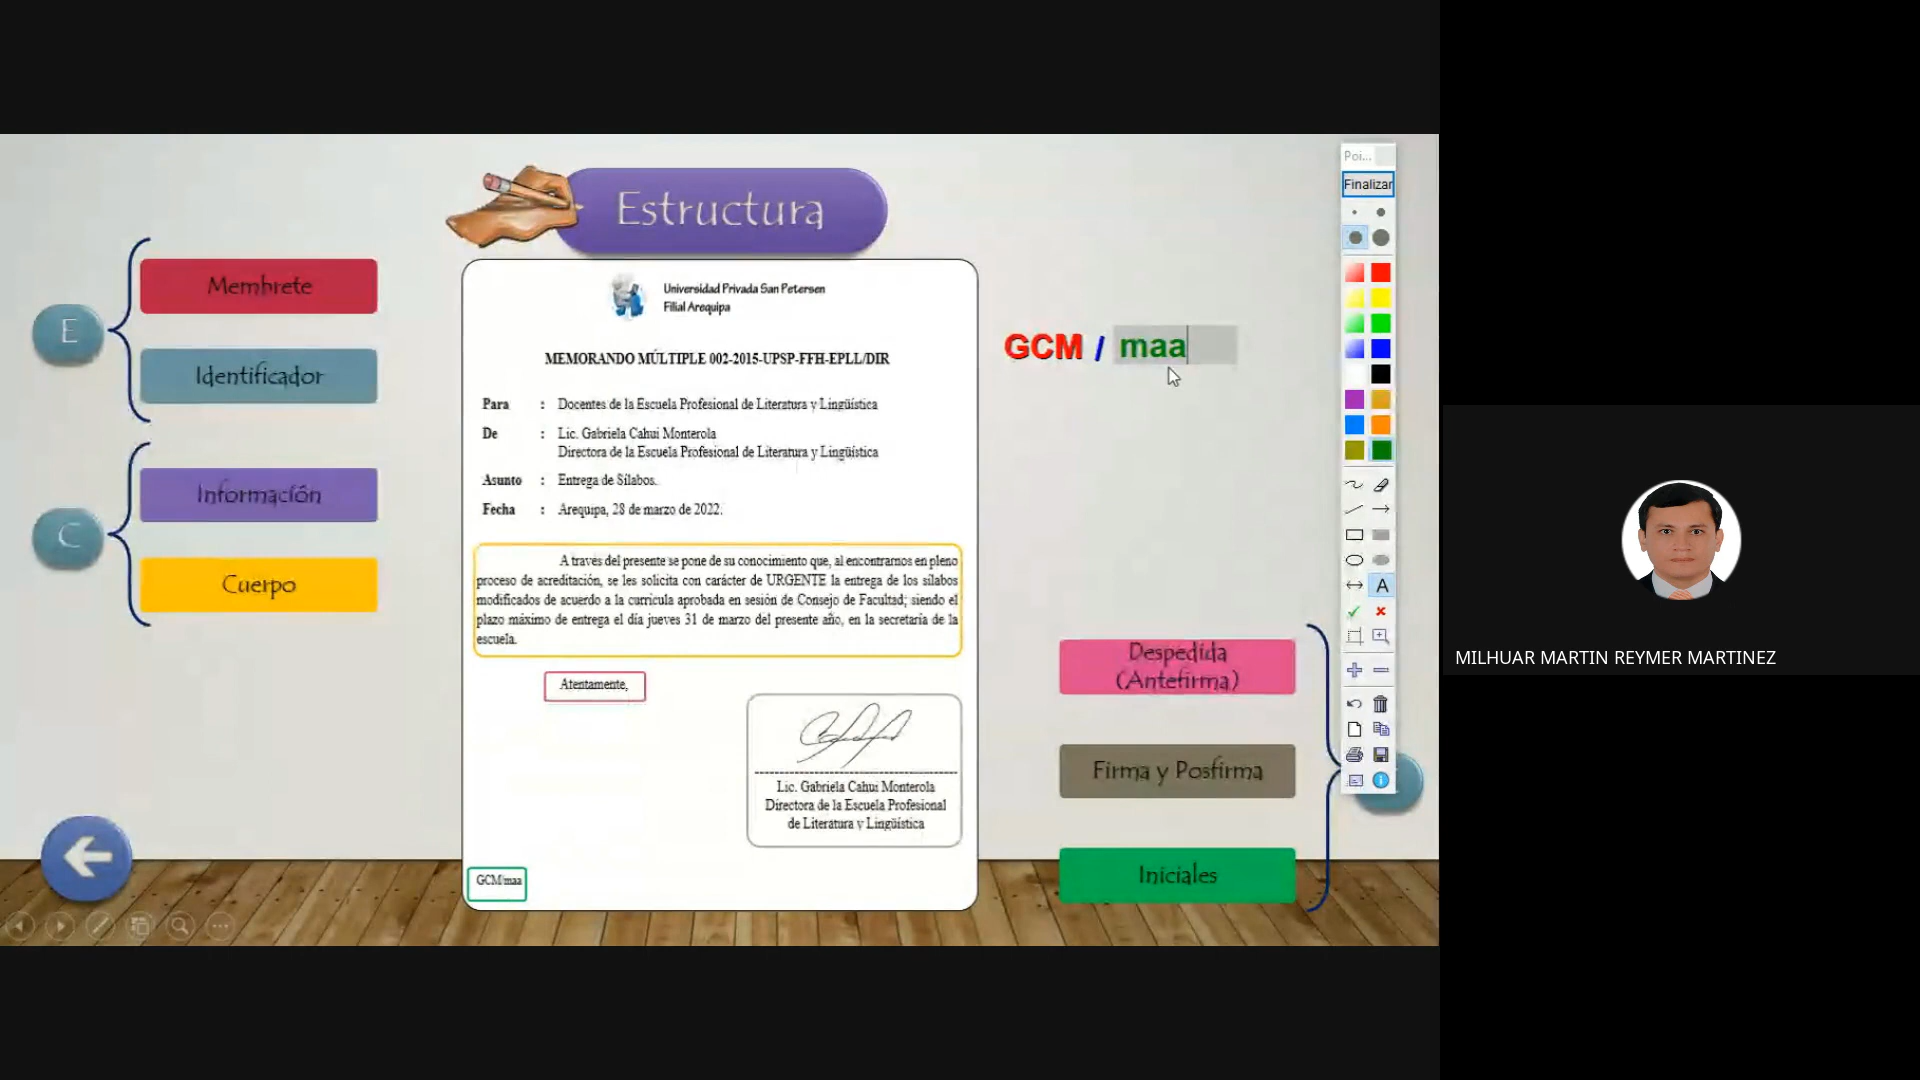 Estructura
E
Membrete
Identificador
C
Información
Cuerpo
Universidad Privada San Petersen
Filial Arequipa
MEMORANDO MÚLTIPLE 002-2015-UPSP-FFH-EPLL/DIR
Para : Docentes de la Escuela Profesional de Literatura y Lingüística
De : Lic. Gabriela Cahui Monterola
Directora de la Escuela Profesional de Literatura y Lingüística
Asunto : Entrega de Sílabos.
Fecha : Arequipa, 28 de marzo de 2022.
A través del presente se pone de su conocimiento que, al encontrarnos en pleno
proceso de acreditación, se les solicita con carácter de URGENTE la entrega de los sílabos
modificados de acuerdo a la currícula aprobada en sesión de Consejo de Facultad; siendo el
plazo máximo de entrega el día jueves 31 de marzo del presente año, en la secretaría de la
escuela.
Atentamente,
Lic. Gabriela Cahui Monterola
Directora de la Escuela Profesional
de Literatura y Lingüística
GCM/maa
GCM / maa
Despedida
(Antefirma)
Firma y Posfirma
Iniciales
Poi...
Finalizar
A
MILHUAR MARTIN REYMER MARTINEZ